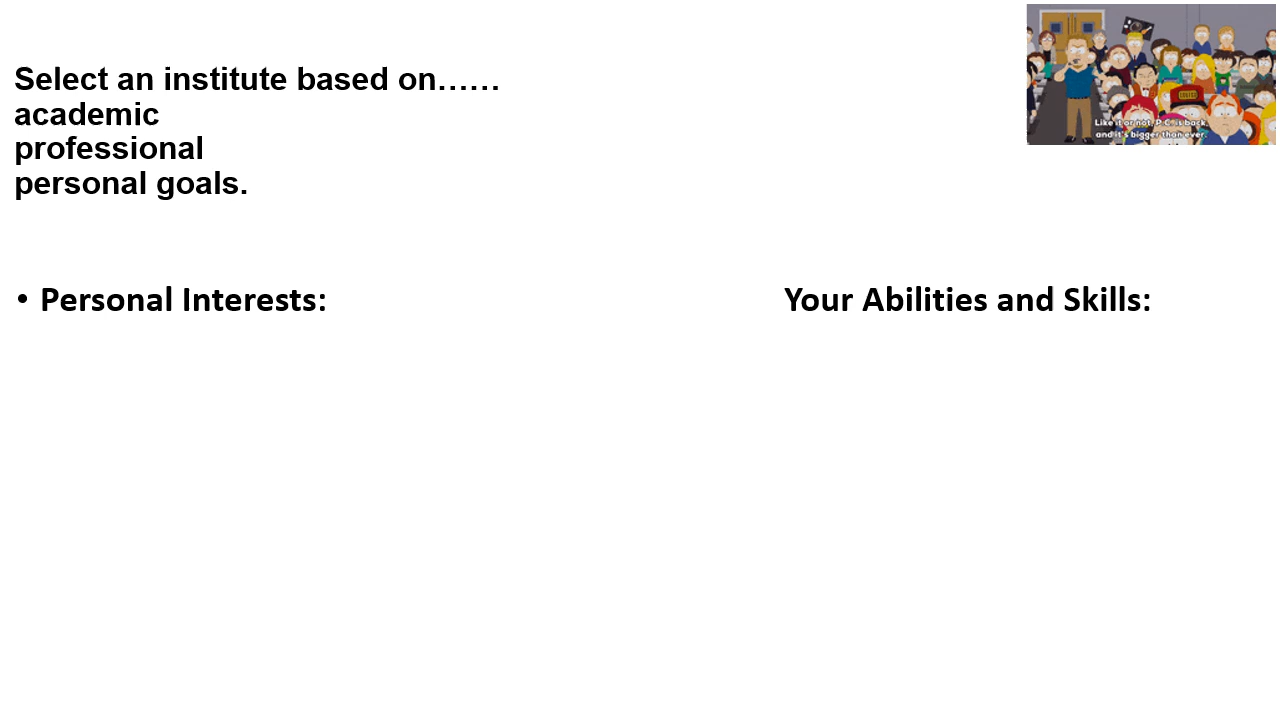 Select an institute based on……
academic
professional
personal goals.
Like it or not, P.C. is back,
and it's bigger than ever.
• Personal Interests:
Your Abilities and Skills: